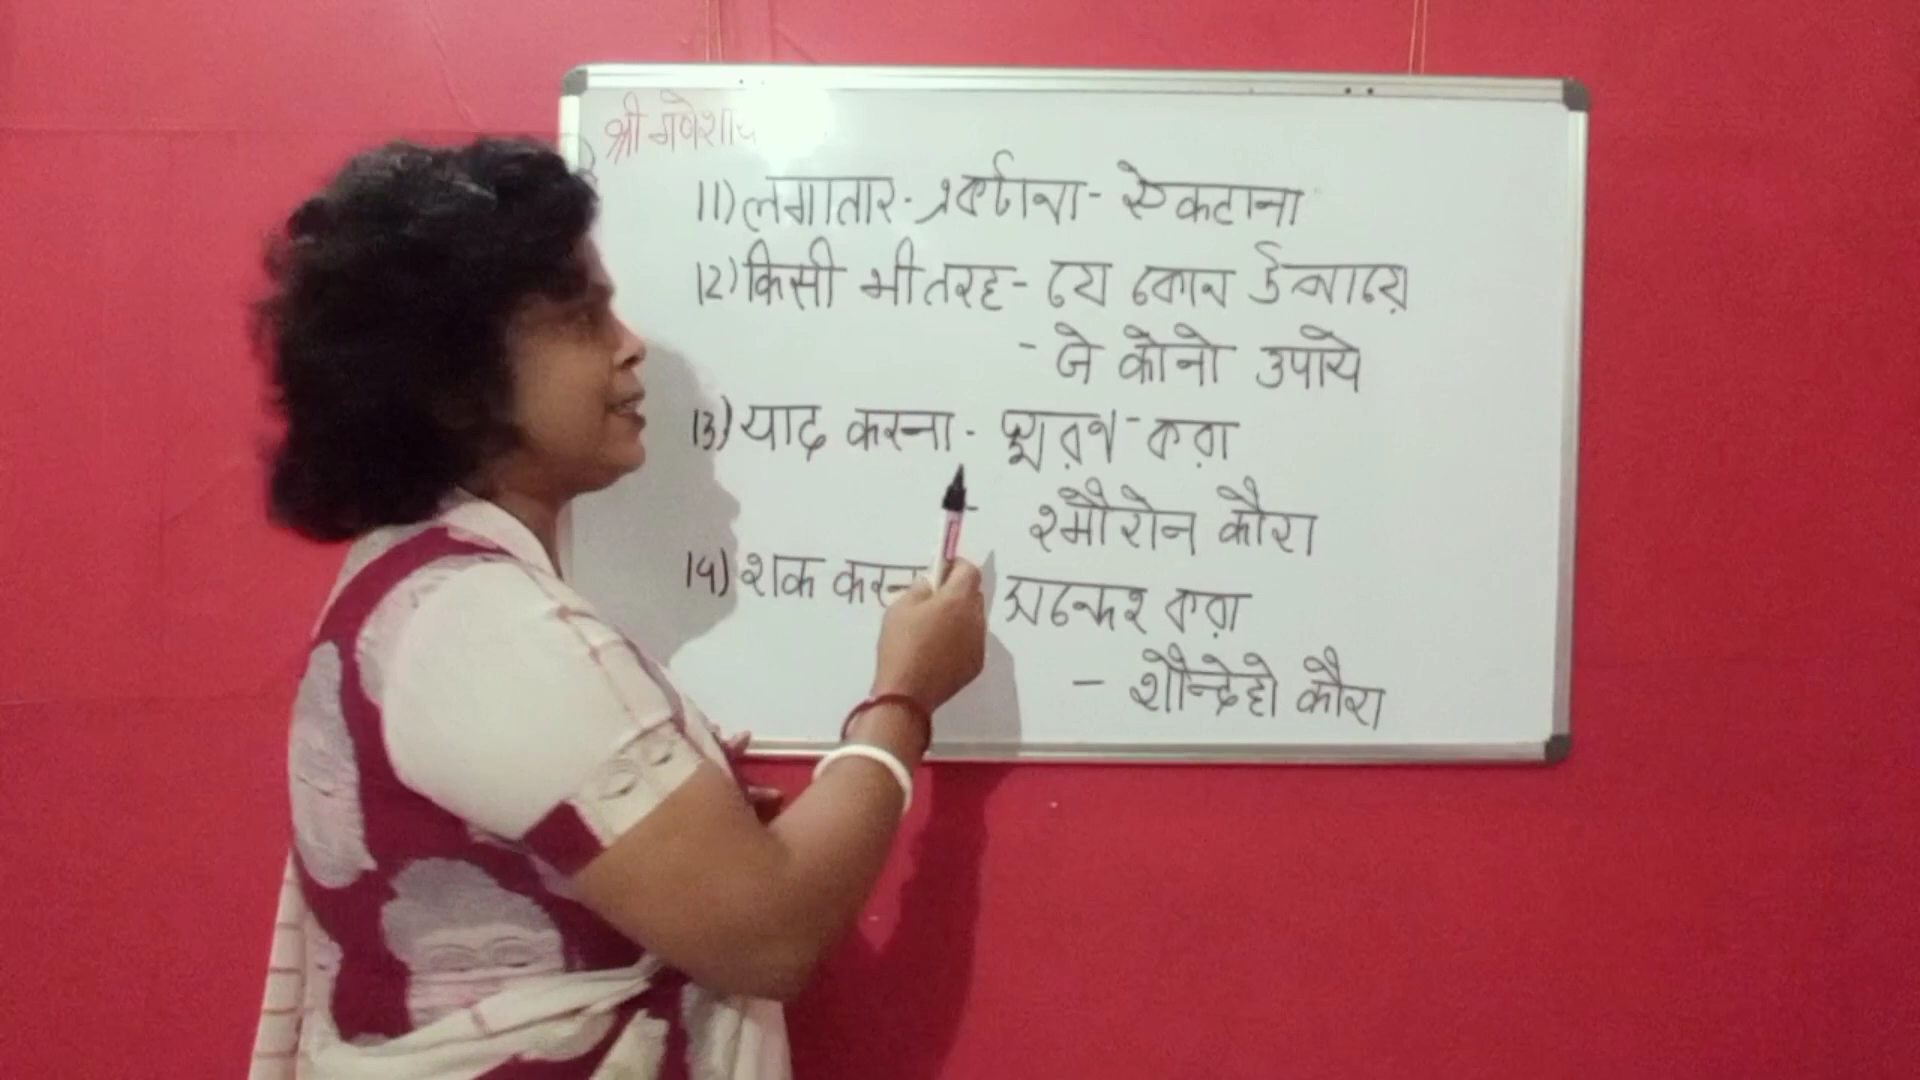 श्री गणेशाय
11) लगातार - একটানা - ऐकटाना
12) किसी भी तरह - যে কোন উপায়ে
- जे कोनो उपाये
13) याद करना - স্মরণ - করা
- श्मौरोन कौरा
14) शक करना সন্দেহ করা
- शौन्देहो कौरा